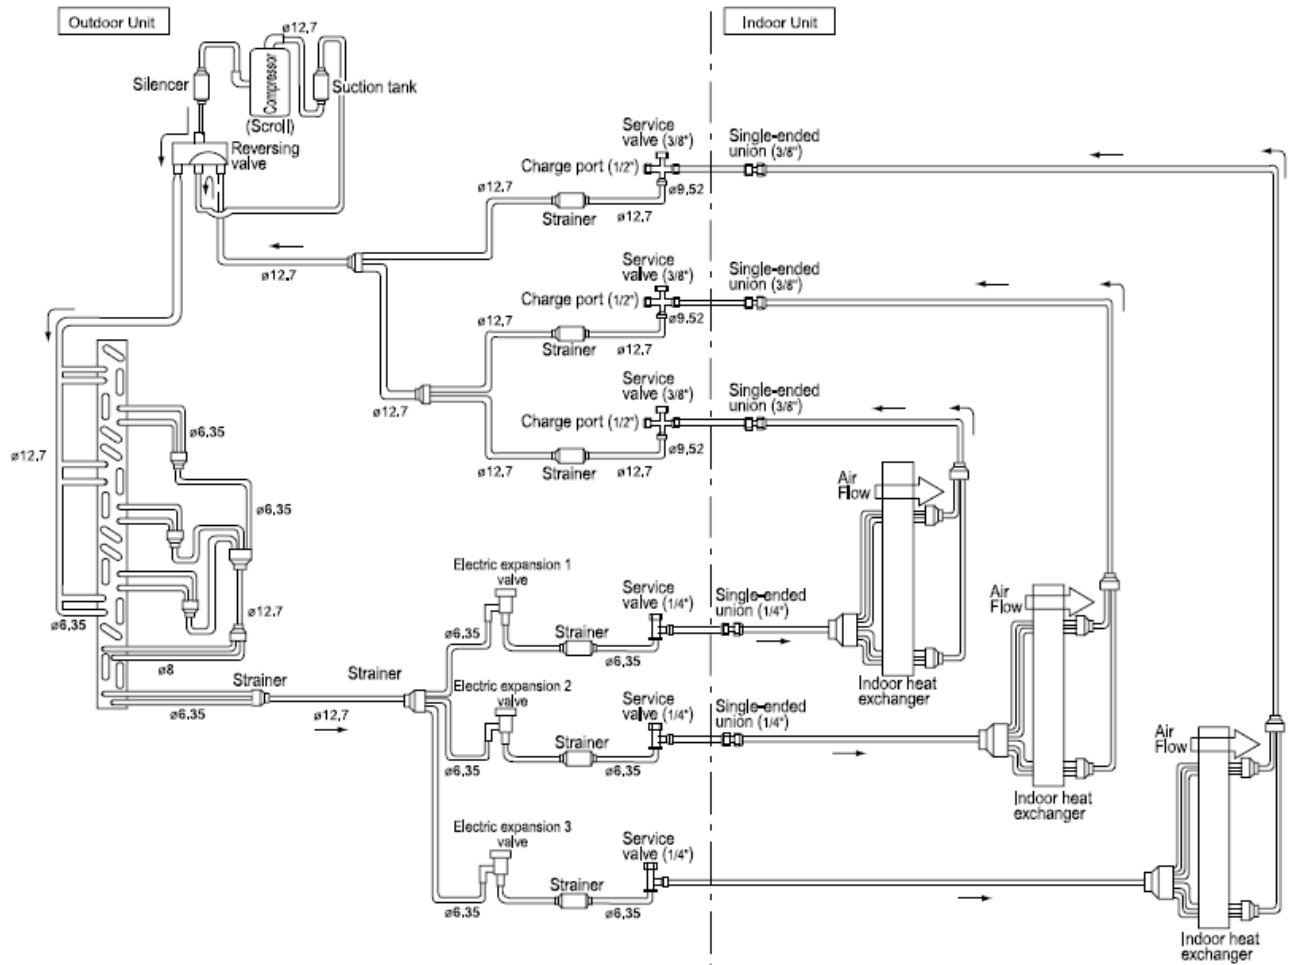 Outdoor Unit
Indoor Unit
ø12.7
Silencer
Compressor
(Scroll)
Suction tank
Reversing
valve
Service
valve (3/8")
Single-ended
union (3/8")
Charge port (1/2")
ø9.52
ø12.7
Strainer
ø12.7
ø12.7
Service
valve (3/8")
Single-ended
union (3/8")
Charge port (1/2")
ø9.52
ø12.7
Strainer
ø12.7
Service
valve (3/8")
Single-ended
union (3/8")
ø12.7
Charge port (1/2")
ø9.52
ø12.7
Strainer
ø12.7
ø12.7
ø6.35
ø6.35
ø12.7
ø6.35
ø8
Air
Flow
Electric expansion 1
valve
Service
valve (1/4")
Single-ended
union (1/4")
ø6.35
Strainer
ø6.35
Indoor heat
exchanger
Air
Flow
Strainer
Strainer
ø6.35
ø12.7
Electric expansion 2
valve
Service
valve (1/4")
Single-ended
union (1/4")
Strainer
ø6.35
ø6.35
Indoor heat
exchanger
Air
Flow
Electric expansion 3
valve
Service
valve (1/4")
Strainer
ø6.35
ø6.35
Indoor heat
exchanger